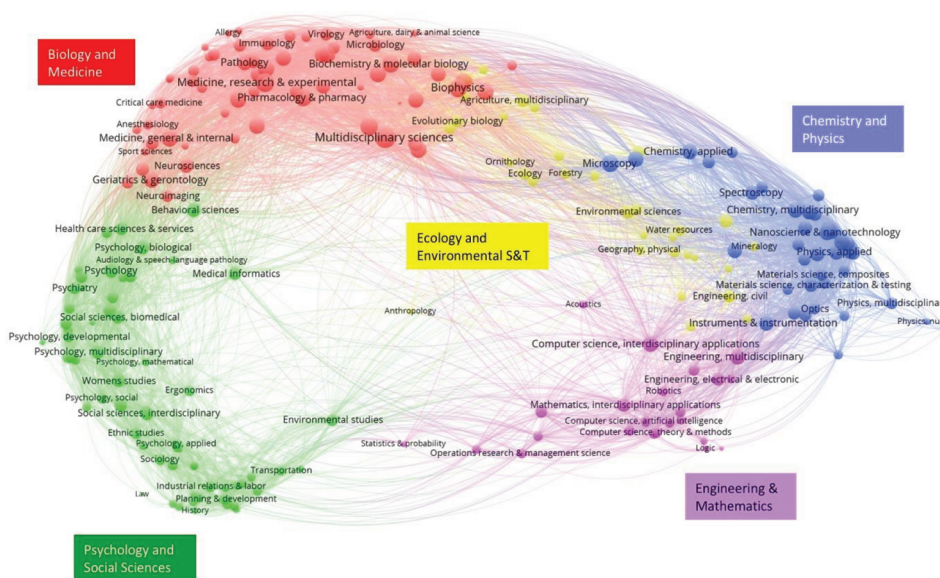 Biology and
Medicine
Allergy
Virology
Agriculture, dairy & animal science
Immunology
Microbiology
Pathology
Biochemistry & molecular biology
Medicine, research & experimental
Biophysics
Pharmacology & pharmacy
Agriculture, multidisciplinary
Critical care medicine
Evolutionary biology
Anesthesiology
Medicine, general & internal
Multidisciplinary sciences
Sport sciences
Neurosciences
Geriatrics & gerontology
Neuroimaging
Behavioral sciences
Chemistry and
Physics
Chemistry, applied
Ornithology
Microscopy
Ecology
Forestry
Spectroscopy
Environmental sciences
Chemistry, multidisciplinary
Water resources
Nanoscience & nanotechnology
Geography, physical
Mineralogy
Physics, applied
Materials science, composites
Materials science, characterization & testing
Engineering, civil
Physics, multidisciplina
Optics
Physics, nu
Instruments & instrumentation
Ecology and
Environmental S&T
Health care sciences & services
Psychology, biological
Audiology & speech-language pathology
Psychology
Medical informatics
Psychiatry
Anthropology
Acoustics
Social sciences, biomedical
Psychology, developmental
Psychology, multidisciplinary
Psychology, mathematical
Womens studies
Ergonomics
Psychology, social
Social sciences, interdisciplinary
Environmental studies
Ethnic studies
Psychology, applied
Sociology
Transportation
Industrial relations & labor
Law
Planning & development
History
Psychology and
Social Sciences
Computer science, interdisciplinary applications
Engineering, multidisciplinary
Engineering, electrical & electronic
Robotics
Mathematics, interdisciplinary applications
Computer science, artificial intelligence
Computer science, theory & methods
Statistics & probability
Logic
Operations research & management science
Engineering &
Mathematics